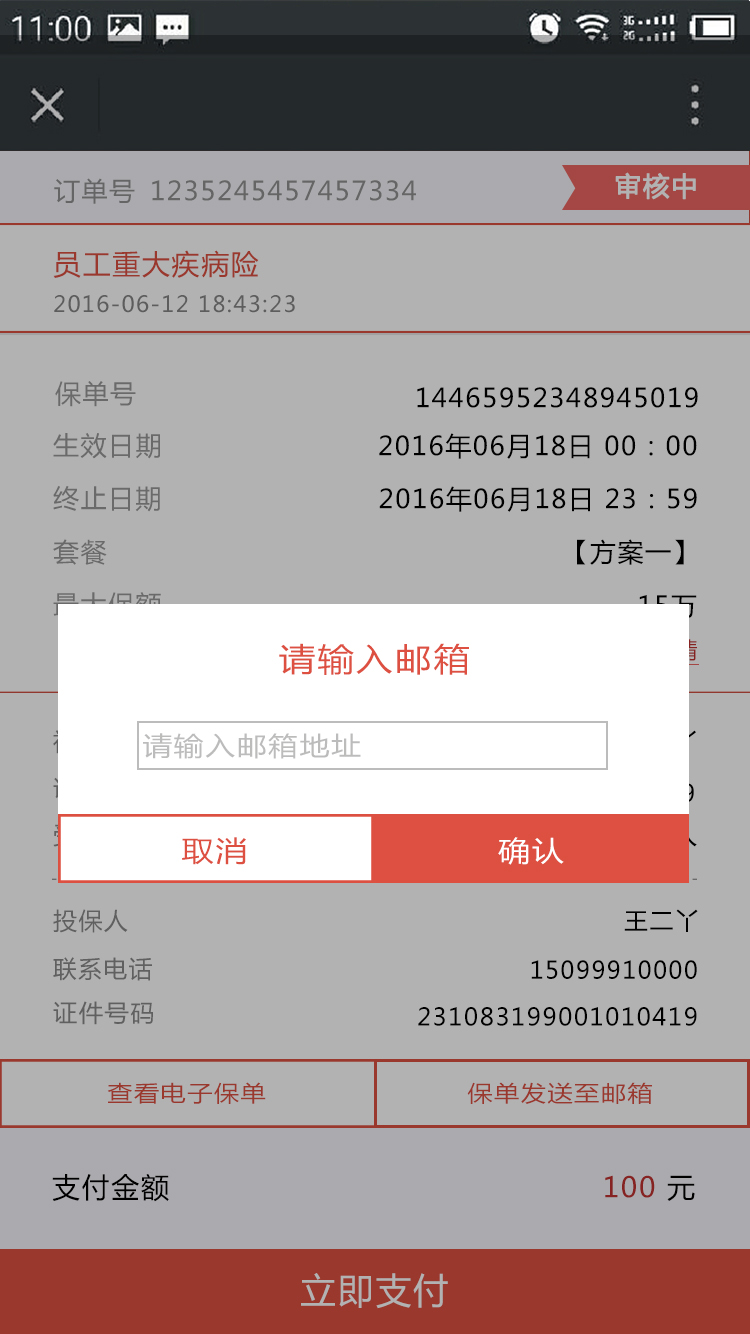 11:00
3G
2G
订单号 1235245457457334 审核中
员工重大疾病险
2016-06-12 18:43:23
保单号 14465952348945019
生效日期 2016年06月18日 00：00
终止日期 2016年06月18日 23：59
套餐 【方案一】
最大保额 15万
请输入邮箱
请输入邮箱地址
取消 确认
投保人 王二丫
联系电话 15099910000
证件号码 231083199001010419
查看电子保单 保单发送至邮箱
支付金额 100 元
立即支付